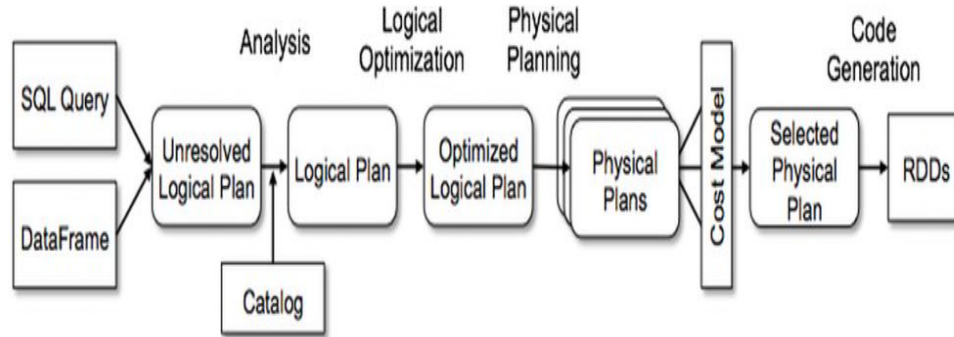 Analysis
Logical
Optimization
Physical
Planning
Code
Generation
SQL Query
DataFrame
Unresolved
Logical Plan
Catalog
Logical Plan
Optimized
Logical Plan
Physical
Plans
Cost Model
Selected
Physical
Plan
RDDs